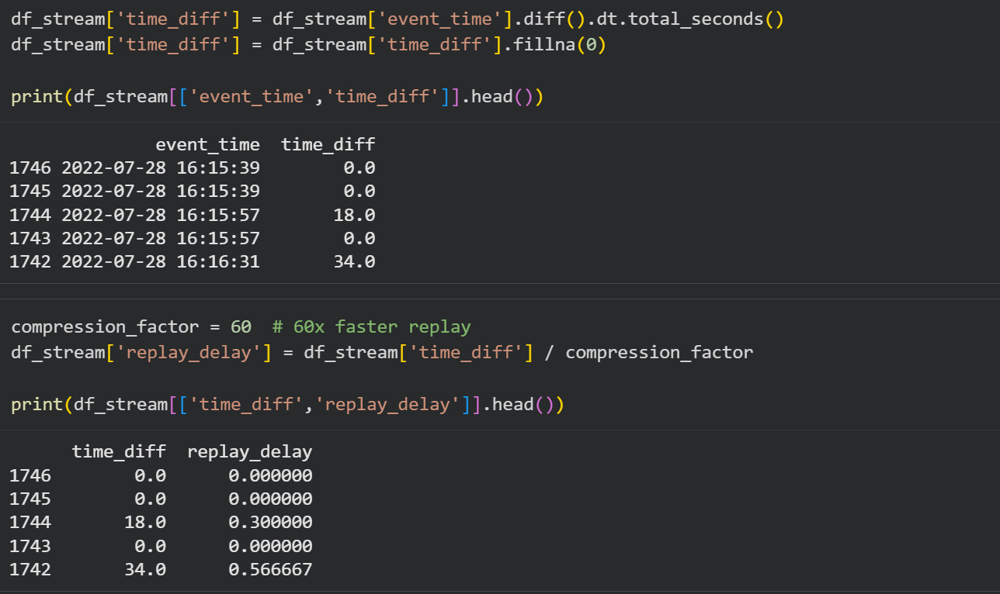 df_stream['time_diff'] = df_stream['event_time'].diff().dt.total_seconds()
df_stream['time_diff'] = df_stream['time_diff'].fillna(0)
print(df_stream[['event_time','time_diff']].head())
event_time time_diff
1746 2022-07-28 16:15:39 0.0
1745 2022-07-28 16:15:39 0.0
1744 2022-07-28 16:15:57 18.0
1743 2022-07-28 16:15:57 0.0
1742 2022-07-28 16:16:31 34.0
compression_factor = 60 # 60x faster replay
df_stream['replay_delay'] = df_stream['time_diff'] / compression_factor
print(df_stream[['time_diff','replay_delay']].head())
time_diff replay_delay
1746 0.0 0.000000
1745 0.0 0.000000
1744 18.0 0.300000
1743 0.0 0.000000
1742 34.0 0.566667